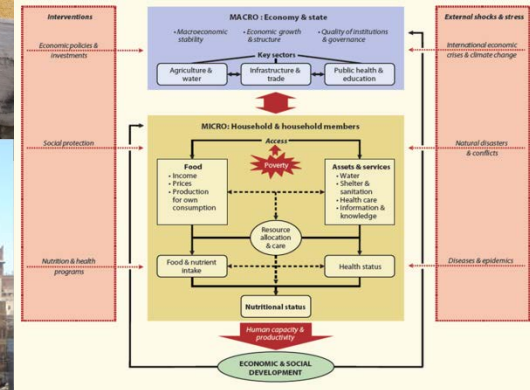 Interventions
Economic policies &
investments
Social protection
Nutrition & health
programs
MACRO : Economy & state
• Macroeconomic
stability
• Economic growth
& structure
• Quality of institutions
& governance
Key sectors
Agriculture &
water
Infrastructure &
trade
Public health &
education
MICRO: Household & household members
Access
Poverty
Food
• Income
• Prices
• Production
for own
consumption
Assets & services
• Water
• Shelter &
sanitation
• Health care
• Information &
knowledge
Resource
allocation
& care
Food & nutrient
intake
Health status
Nutritional status
Human capacity &
productivity
ECONOMIC & SOCIAL
DEVELOPMENT
External shocks & stress
International economic
crises & climate change
Natural disasters
& conflicts
Diseases & epidemics